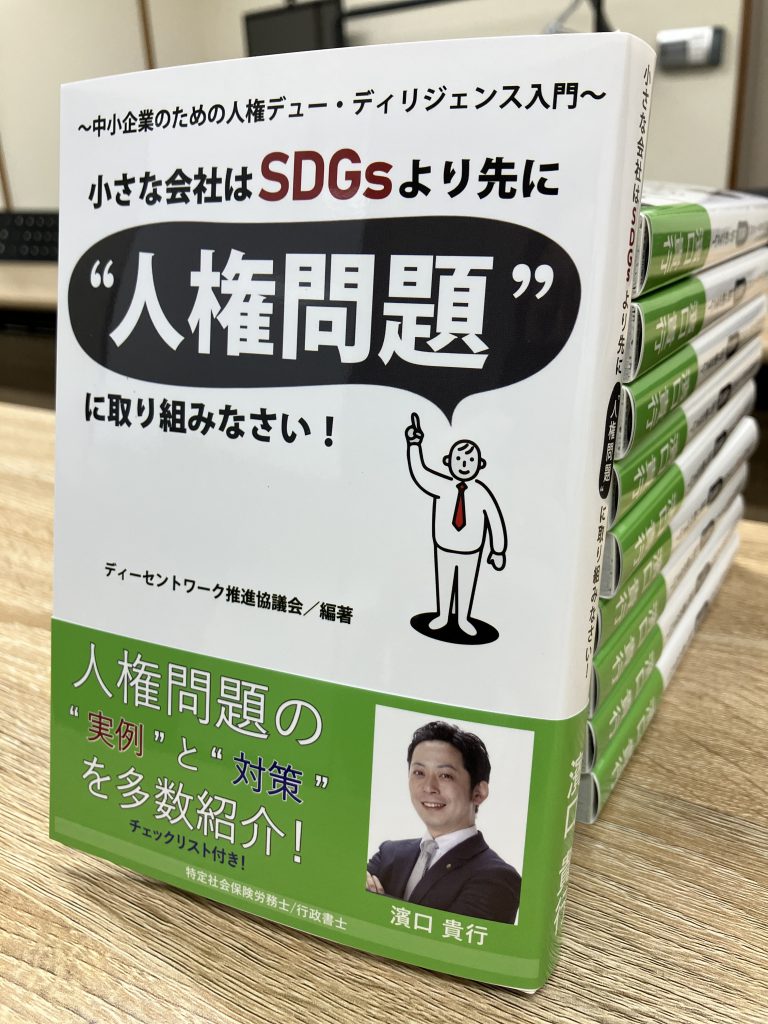 ~中小企業のための人権デュー・ディリジェンス入門~
小さな会社はSDGsより先に
“人権問題”
に取り組みなさい!
ディーセントワーク推進協議会/編著
人権問題の
“実例”と“対策”
を多数紹介!
チェックリスト付き!
特定社会保険労務士/行政書士
濱口 貴行
小さな会社はSDGsより先に“人権問題”に取り組みなさい!
濱口 貴行